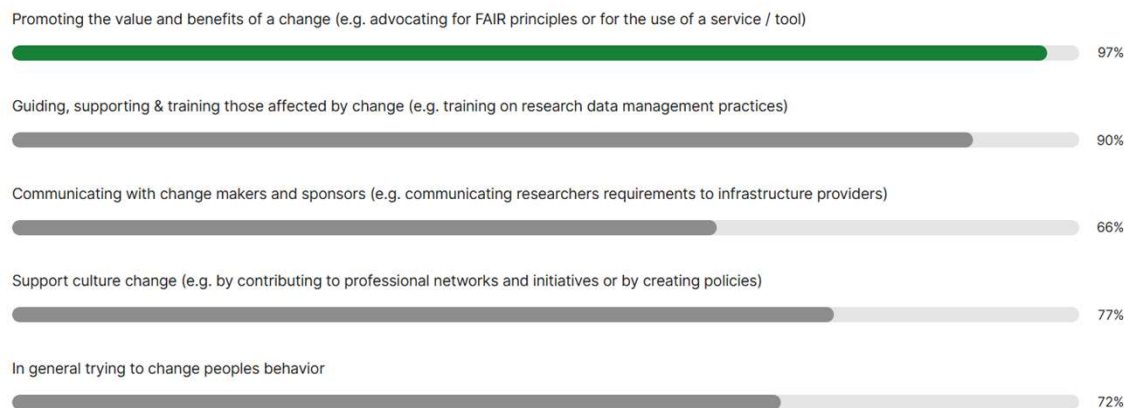 Promoting the value and benefits of a change (e.g. advocating for FAIR principles or for the use of a service / tool)
97%
Guiding, supporting & training those affected by change (e.g. training on research data management practices)
90%
Communicating with change makers and sponsors (e.g. communicating researchers requirements to infrastructure providers)
66%
Support culture change (e.g. by contributing to professional networks and initiatives or by creating policies)
77%
In general trying to change peoples behavior
72%